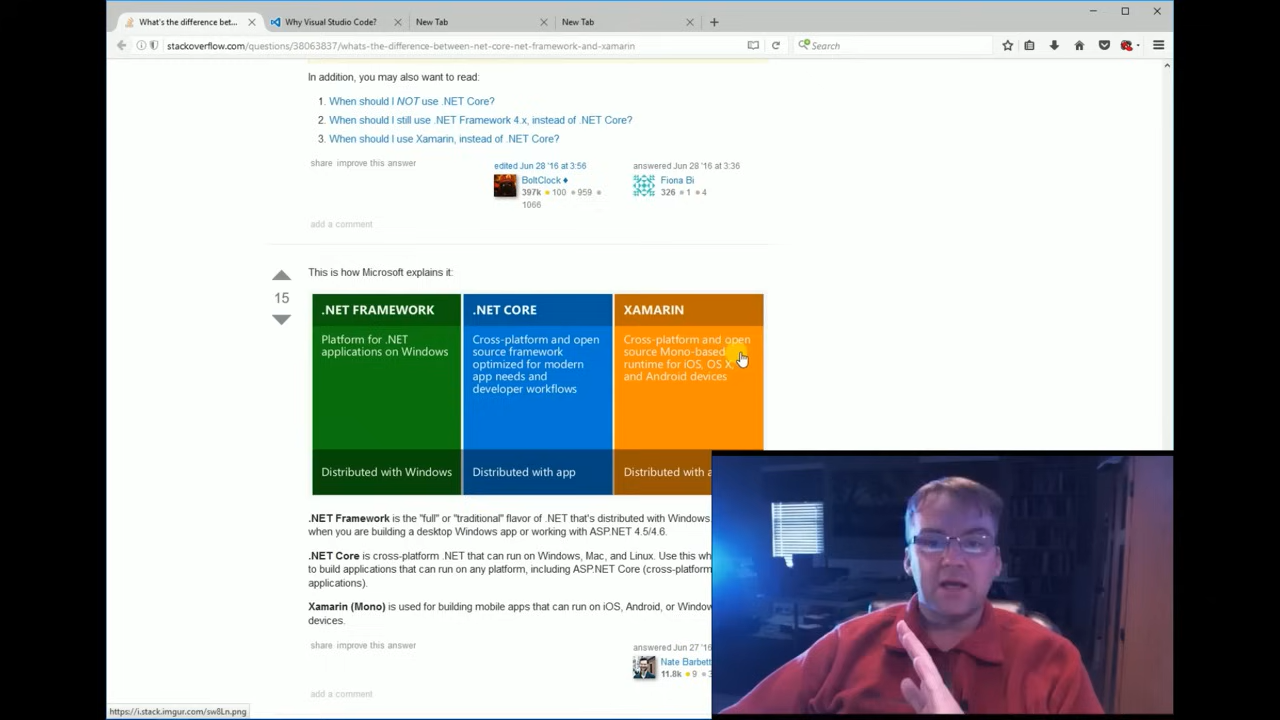 What's the difference bet...
Why Visual Studio Code?
New Tab
New Tab
stackoverflow.com/questions/38063837/whats-the-difference-between-net-core-net-framework-and-xamarin
Search
In addition, you may also want to read:
1. When should I NOT use .NET Core?
2. When should I still use .NET Framework 4.x, instead of .NET Core?
3. When should I use Xamarin, instead of .NET Core?
share improve this answer
edited Jun 28 '16 at 3:56
BoltClock ♦
397k ● 100 ● 959 ●
1066
answered Jun 28 '16 at 3:36
Fiona Bi
326 ● 1 ● 4
add a comment
15
This is how Microsoft explains it:
.NET FRAMEWORK
Platform for .NET
applications on Windows
Distributed with Windows
.NET CORE
Cross-platform and open
source framework
optimized for modern
app needs and
developer workflows
Distributed with app
XAMARIN
Cross-platform and open
source Mono-based
runtime for iOS, OS X,
and Android devices
Distributed with a
.NET Framework is the "full" or "traditional" flavor of .NET that's distributed with Windows.
when you are building a desktop Windows app or working with ASP.NET 4.5/4.6.
.NET Core is cross-platform .NET that can run on Windows, Mac, and Linux. Use this wh
to build applications that can run on any platform, including ASP.NET Core (cross-platform
applications).
Xamarin (Mono) is used for building mobile apps that can run on iOS, Android, or Window
devices.
share improve this answer
answered Jun 27 '16
Nate Barbett
11.8k ● 9 ● 3
add a comment
https://i.stack.imgur.com/sw8Ln.png